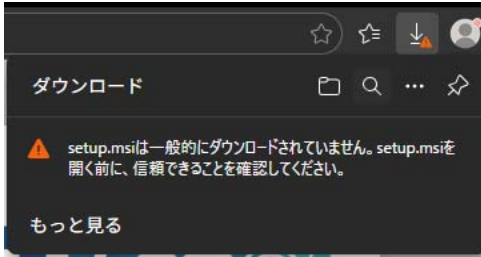 ダウンロード
setup.msiは一般的にダウンロードされていません。setup.msiを
開く前に、信頼できることを確認してください。
もっと見る